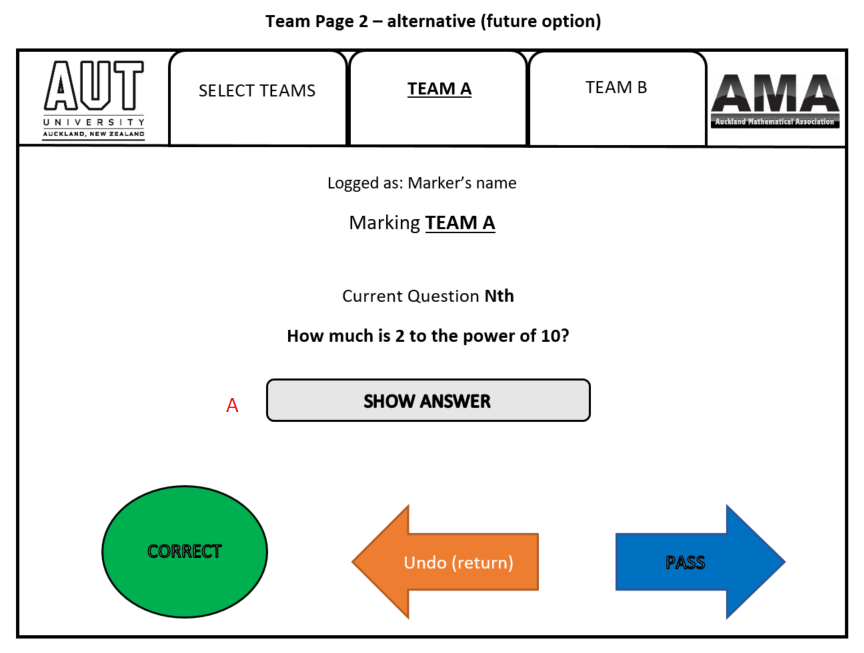 Team Page 2 – alternative (future option)
AUT
UNIVERSITY
AUCKLAND, NEW ZEALAND
SELECT TEAMS
TEAM A
TEAM B
AMA
Auckland Mathematical Association
Logged as: Marker’s name
Marking TEAM A
Current Question Nth
How much is 2 to the power of 10?
A
SHOW ANSWER
CORRECT
Undo (return)
PASS